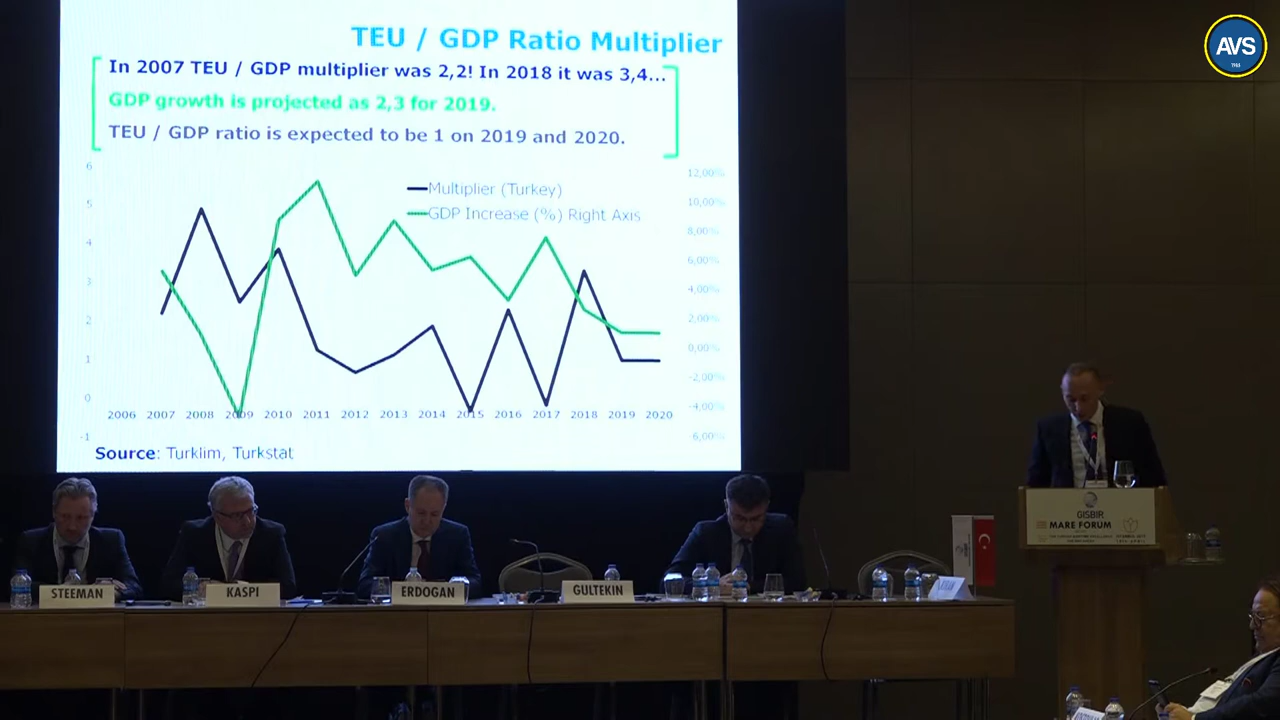 TEU / GDP Ratio Multiplier
In 2007 TEU / GDP multiplier was 2,2! In 2018 it was 3,4...
GDP growth is projected as 2,3 for 2019.
TEU / GDP ratio is expected to be 1 on 2019 and 2020.
6
5
4
3
2
1
0
-1
Multiplier (Turkey)
GDP Increase (%) Right Axis
12,00%
10,00%
8,00%
6,00%
4,00%
2,00%
0,00%
-2,00%
-4,00%
6,00%
2006 2007 2008 2009 2010 2011 2012 2013 2014 2015 2016 2017 2018 2019 2020
Source: Turklim, Turkstat
AVS
STEEMAN
KASPI
ERDOGAN
GULTEKIN
GISBIR
MARE FORUM